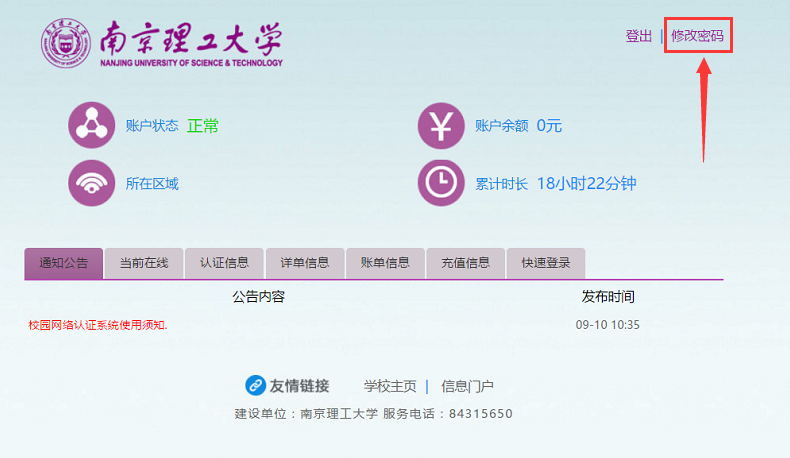 南京理工大学
NANJING UNIVERSITY OF SCIENCE & TECHNOLOGY
登出 | 修改密码
账户状态 正常
账户余额 0元
所在区域
累计时长 18小时22分钟
通知公告 当前在线 认证信息 详单信息 账单信息 充值信息 快速登录
公告内容 发布时间
校园网络认证系统使用须知. 09-10 10:35
友情链接 学校主页 | 信息门户
建设单位：南京理工大学 服务电话：84315650